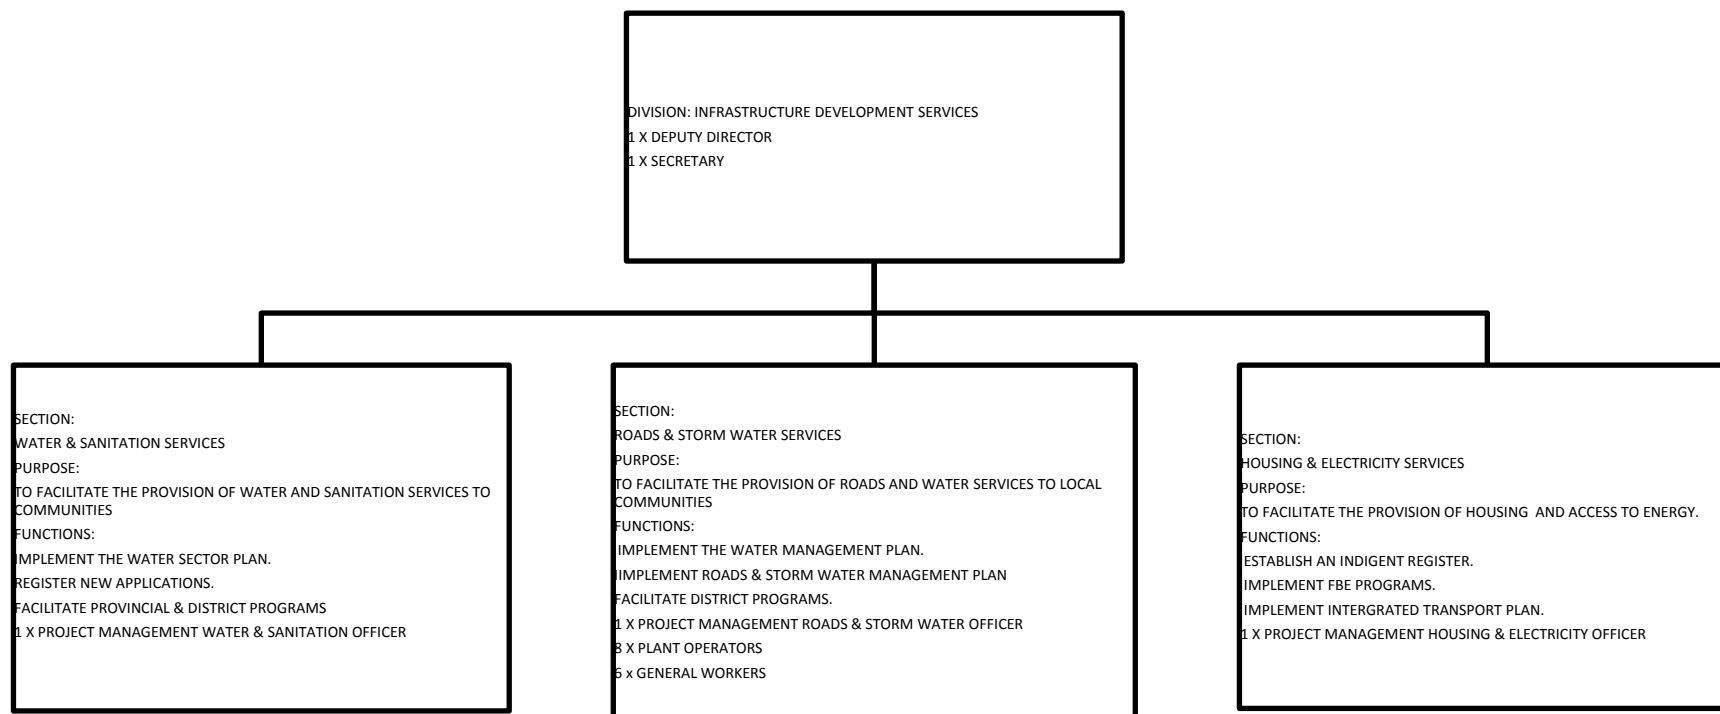 DIVISION: INFRASTRUCTURE DEVELOPMENT SERVICES
1 X DEPUTY DIRECTOR
1 X SECRETARY
SECTION:
WATER & SANITATION SERVICES
PURPOSE:
TO FACILITATE THE PROVISION OF WATER AND SANITATION SERVICES TO
COMMUNITIES
FUNCTIONS:
IMPLEMENT THE WATER SECTOR PLAN.
REGISTER NEW APPLICATIONS.
FACILITATE PROVINCIAL & DISTRICT PROGRAMS
1 X PROJECT MANAGEMENT WATER & SANITATION OFFICER
SECTION:
ROADS & STORM WATER SERVICES
PURPOSE:
TO FACILITATE THE PROVISION OF ROADS AND WATER SERVICES TO LOCAL
COMMUNITIES
FUNCTIONS:
IMPLEMENT THE WATER MANAGEMENT PLAN.
IIMPLEMENT ROADS & STORM WATER MANAGEMENT PLAN
FACILITATE DISTRICT PROGRAMS.
1 X PROJECT MANAGEMENT ROADS & STORM WATER OFFICER
8 X PLANT OPERATORS
6 x GENERAL WORKERS
SECTION:
HOUSING & ELECTRICITY SERVICES
PURPOSE:
TO FACILITATE THE PROVISION OF HOUSING  AND ACCESS TO ENERGY.
FUNCTIONS:
ESTABLISH AN INDIGENT REGISTER.
IMPLEMENT FBE PROGRAMS.
IMPLEMENT INTERGRATED TRANSPORT PLAN.
1 X PROJECT MANAGEMENT HOUSING & ELECTRICITY OFFICER